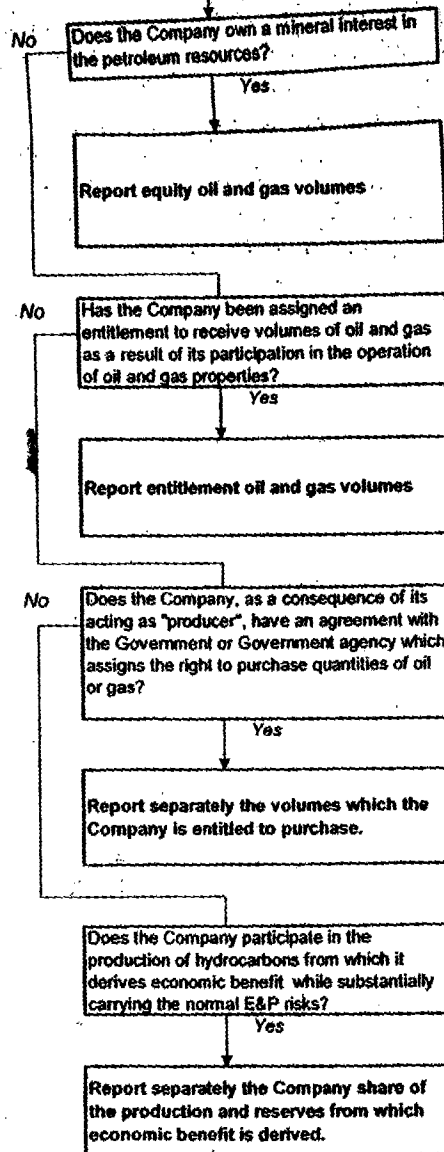 No
Does the Company own a mineral interest in
the petroleum resources?
Yes
Report equity oil and gas volumes
No
Has the Company been assigned an
entitlement to receive volumes of oil and gas
as a result of its participation in the operation
of oil and gas properties?
Yes
Report entitlement oil and gas volumes
No
Does the Company, as a consequence of its
acting as "producer", have an agreement with
the Government or Government agency which
assigns the right to purchase quantities of oil
or gas?
Yes
Report separately the volumes which the
Company is entitled to purchase.
Does the Company participate in the
production of hydrocarbons from which it
derives economic benefit while substantially
carrying the normal E&P risks?
Yes
Report separately the Company share of
the production and reserves from which
economic benefit is derived.